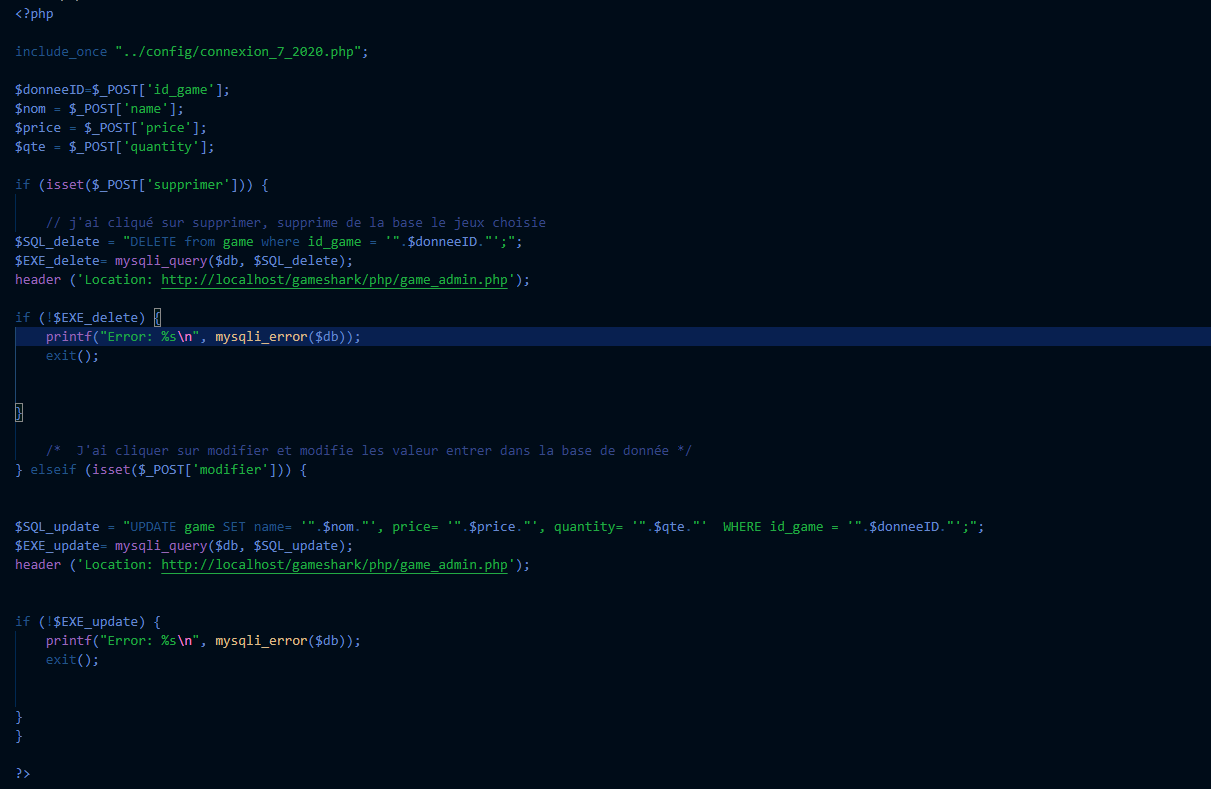 <?php
include_once "../config/connexion_7_2020.php";
$donneeID=$_POST['id_game'];
$nom = $_POST['name'];
$price = $_POST['price'];
$qte = $_POST['quantity'];
if (isset($_POST['supprimer'])) {
// j'ai cliqué sur supprimer, supprime de la base le jeux choisie
$SQL_delete = "DELETE from game where id_game = '".$donneeID."';";
$EXE_delete= mysqli_query($db, $SQL_delete);
header ('Location: http://localhost/gameshark/php/game_admin.php');
if (!$EXE_delete) {
printf("Error: %s\n", mysqli_error($db));
exit();
}
/*  J'ai cliquer sur modifier et modifie les valeur entrer dans la base de donnée */
} elseif (isset($_POST['modifier'])) {
$SQL_update = "UPDATE game SET name= '".$nom."', price= '".$price."', quantity= '".$qte."'  WHERE id_game = '".$donneeID."';";
$EXE_update= mysqli_query($db, $SQL_update);
header ('Location: http://localhost/gameshark/php/game_admin.php');
if (!$EXE_update) {
printf("Error: %s\n", mysqli_error($db));
exit();
}
}
?>